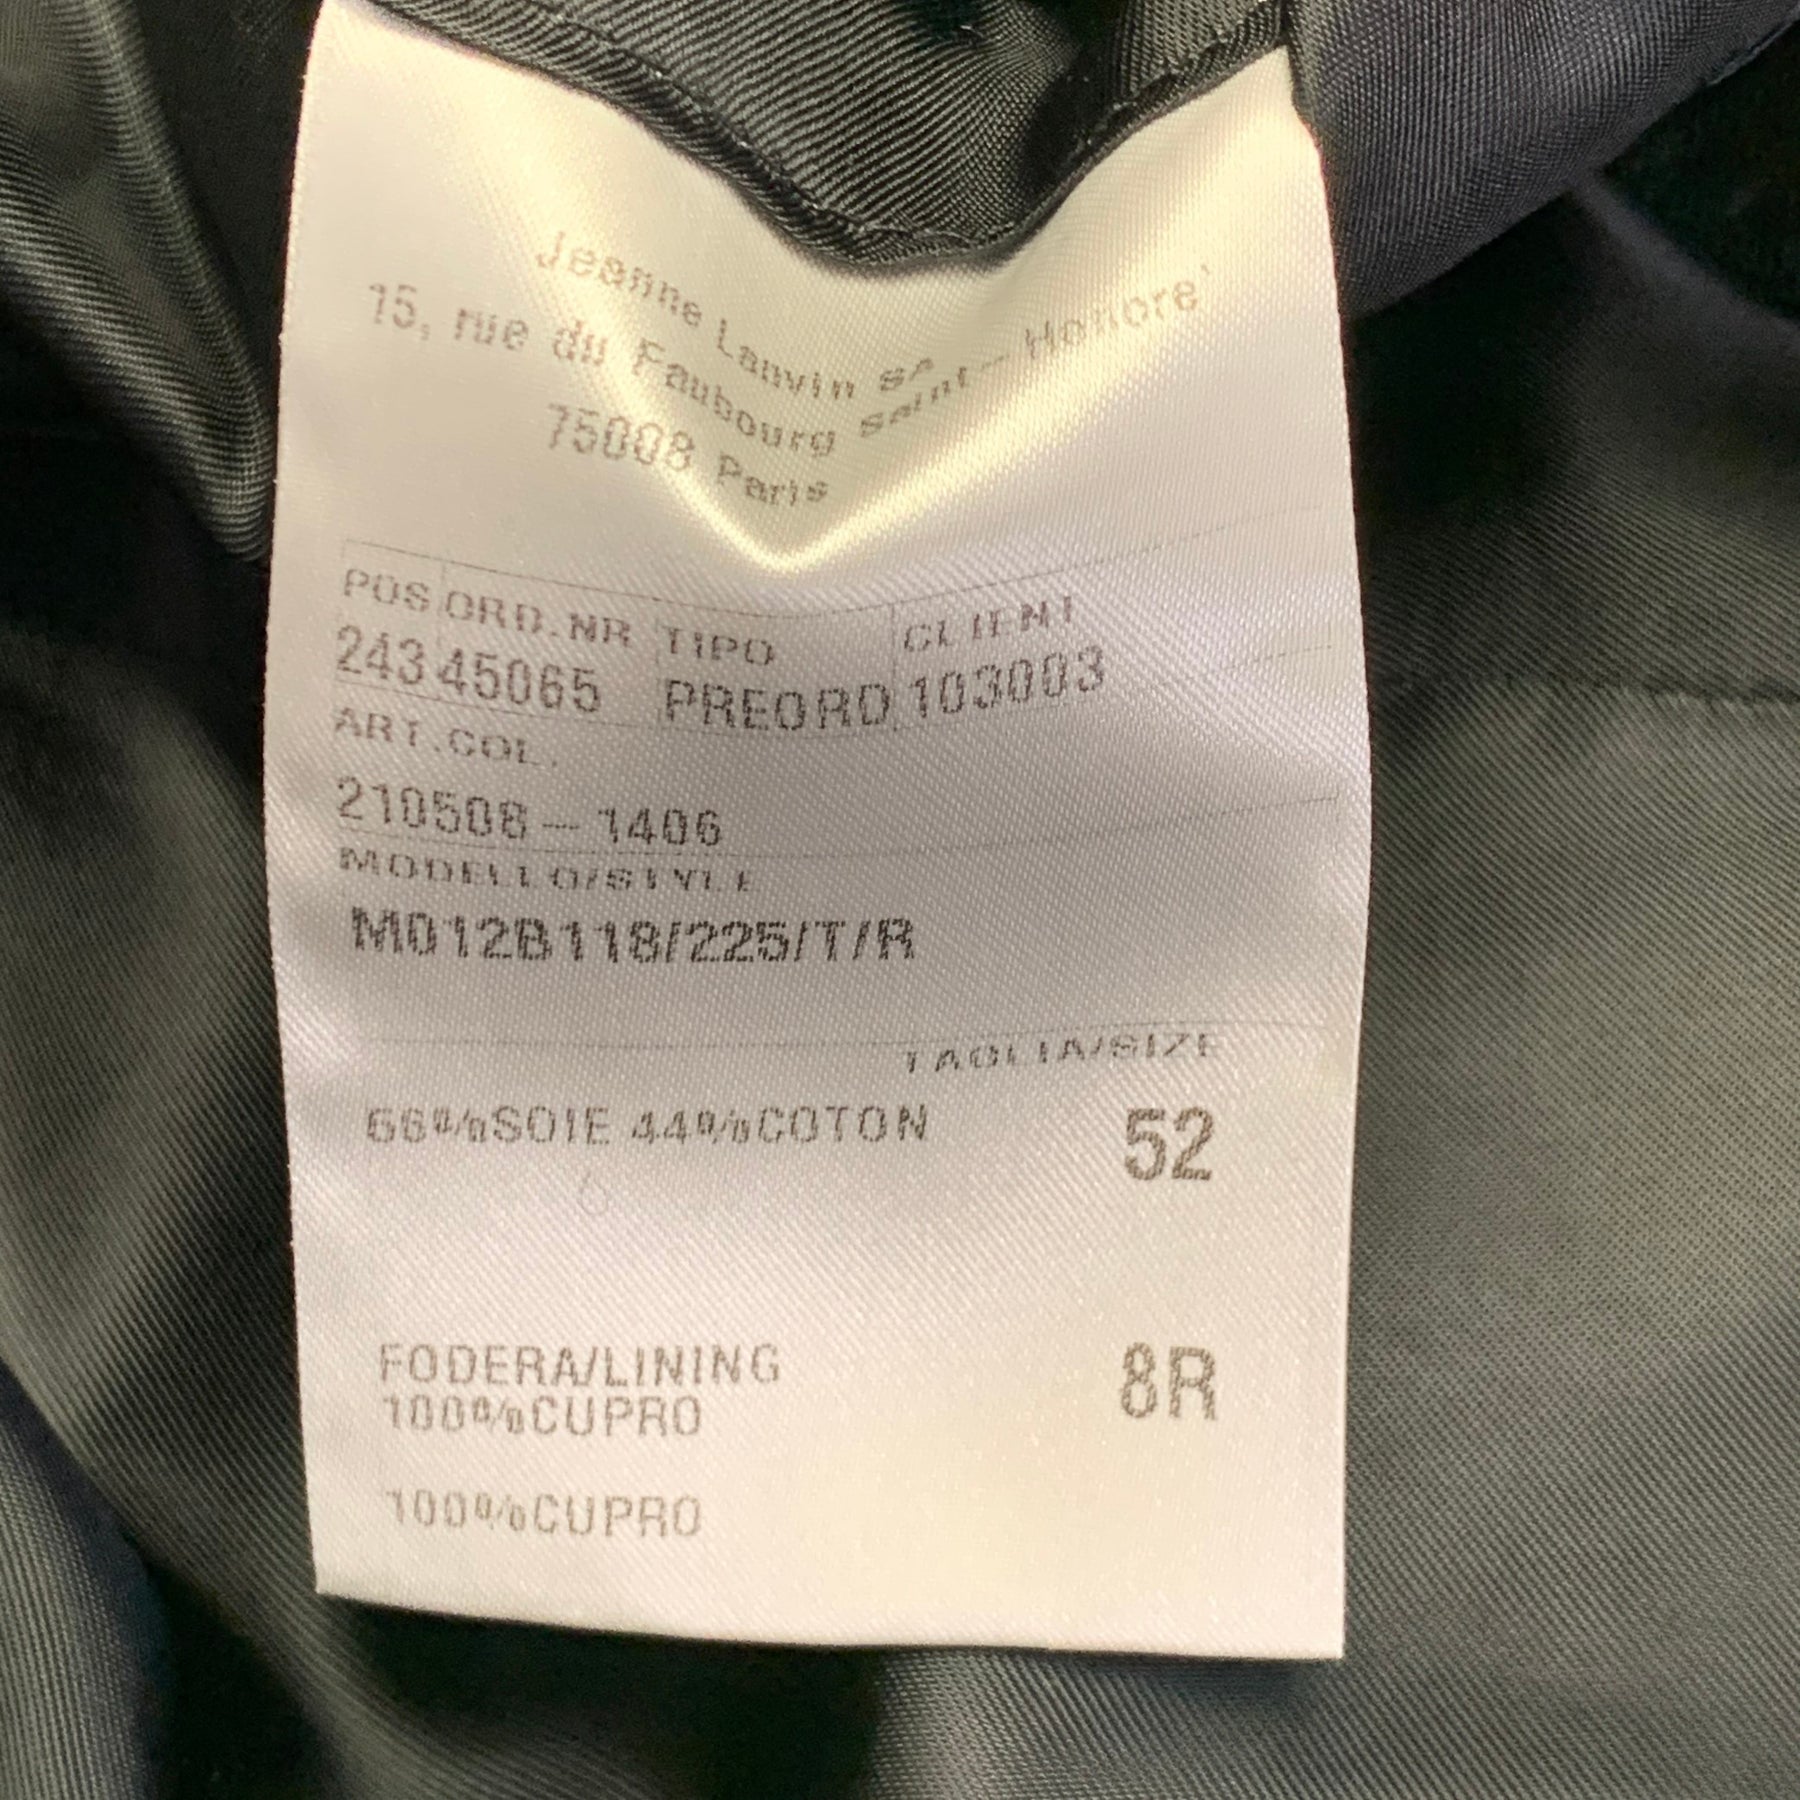 Jeanne Lanvin SA
15, rue du Faubourg Saint-Honore'
75008 Paris
POS ORD.NR TIPO CLIENT
243 45065 PREORD 103003
ART.COL.
210508-1406
MODELLO/STYLE
M012B118/225/T/R
TAGLIA/SIZE
56%SOIE 44%COTON 52
FODERA/LINING 8R
100%CUPRO
100%CUPRO